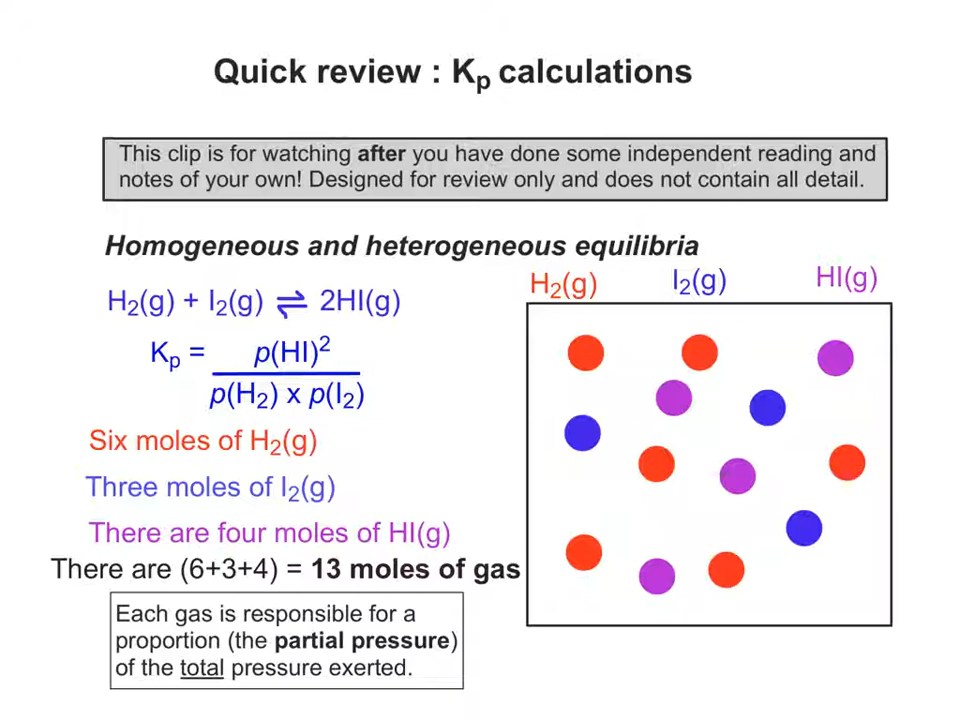 Quick review : Kₚ calculations
This clip is for watching after you have done some independent reading and
notes of your own! Designed for review only and does not contain all detail.
Homogeneous and heterogeneous equilibria
H₂(g) I₂(g) HI(g)
H₂(g) + I₂(g) ⇌ 2HI(g)
Kₚ = p(HI)²
p(H₂) x p(I₂)
Six moles of H₂(g)
Three moles of I₂(g)
There are four moles of HI(g)
There are (6+3+4) = 13 moles of gas
Each gas is responsible for a
proportion (the partial pressure)
of the total pressure exerted.